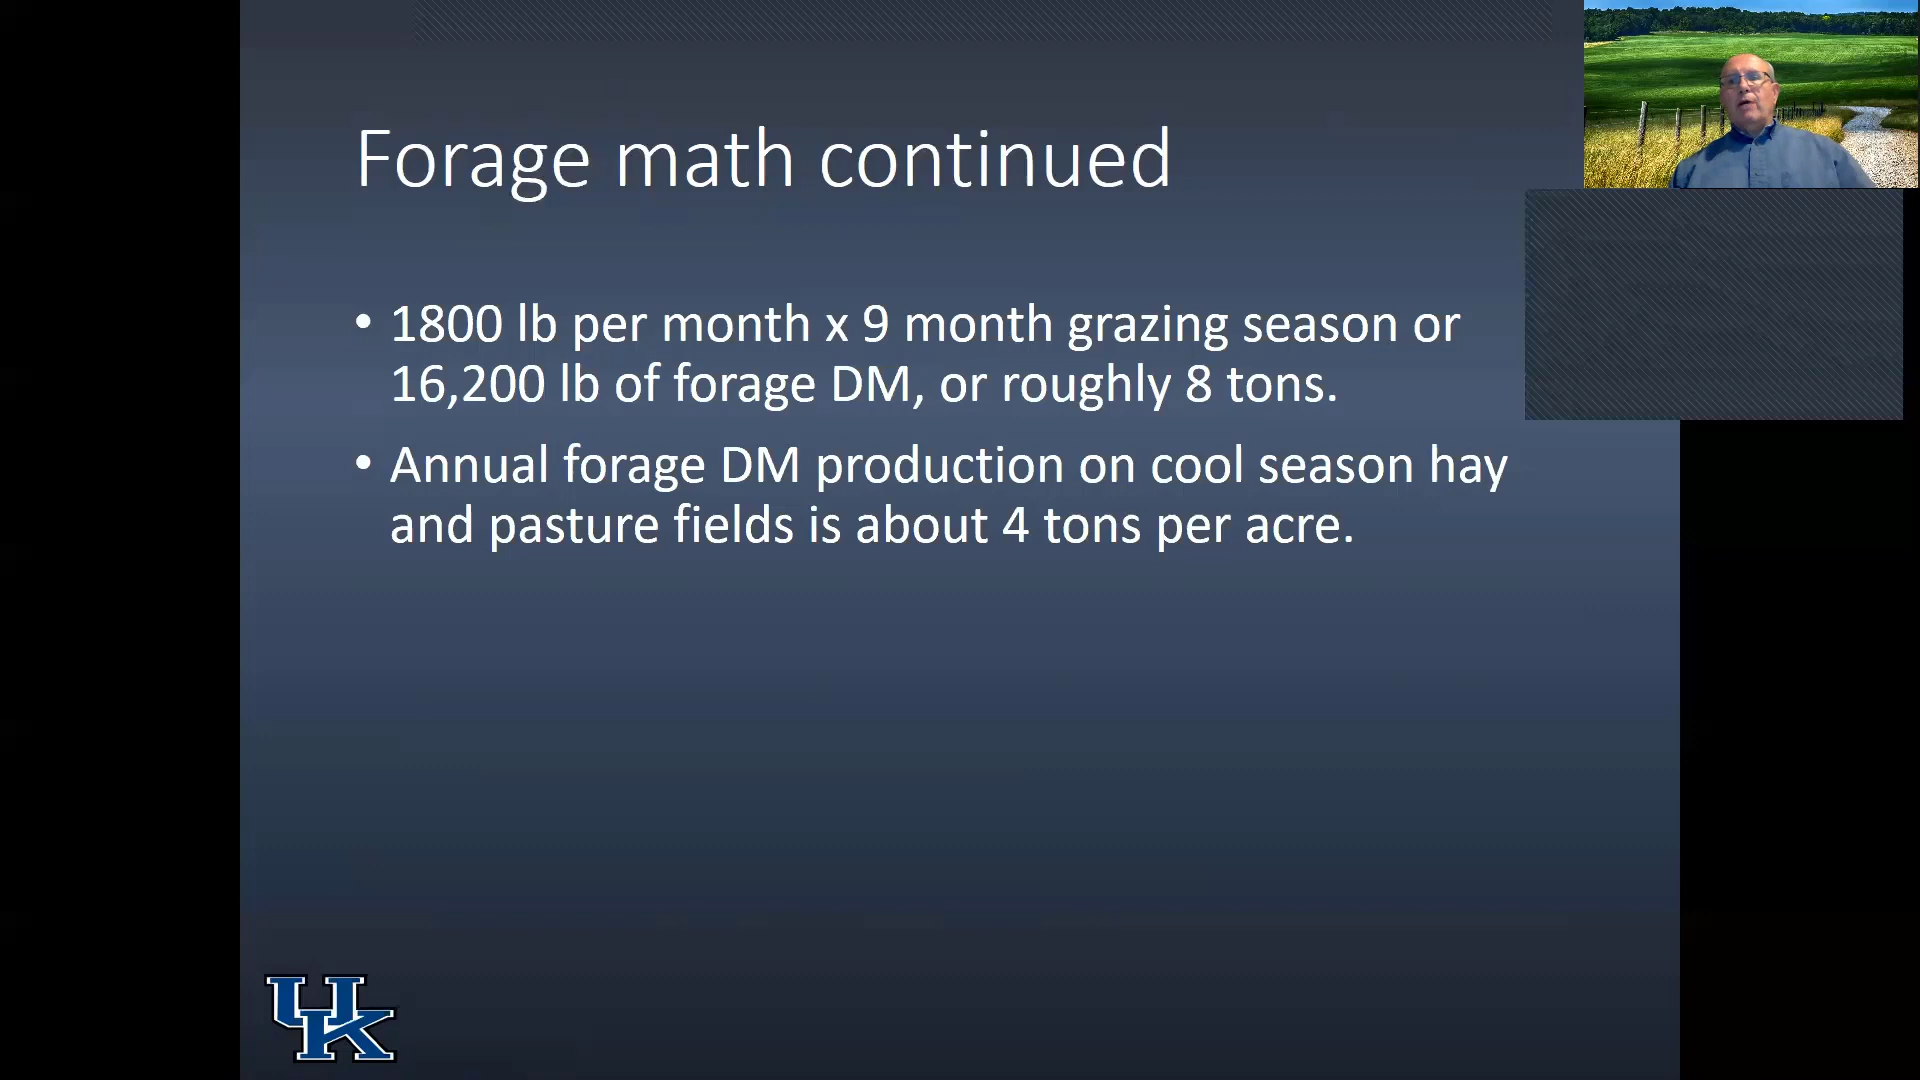 Forage math continued
• 1800 lb per month x 9 month grazing season or
16,200 lb of forage DM, or roughly 8 tons.
• Annual forage DM production on cool season hay
and pasture fields is about 4 tons per acre.
UK